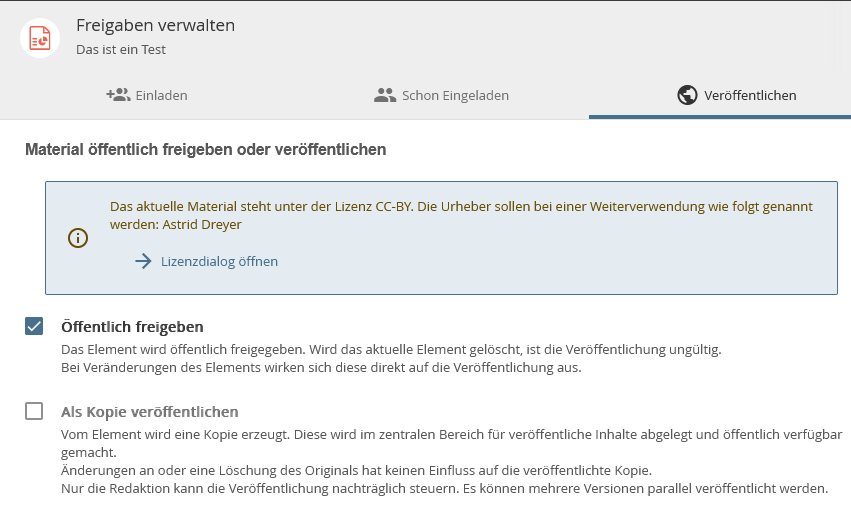 Freigaben verwalten
Das ist ein Test
Einladen
Schon Eingeladen
Veröffentlichen
Material öffentlich freigeben oder veröffentlichen
Das aktuelle Material steht unter der Lizenz CC-BY. Die Urheber sollen bei einer Weiterverwendung wie folgt genannt
werden: Astrid Dreyer
Lizenzdialog öffnen
Öffentlich freigeben
Das Element wird öffentlich freigegeben. Wird das aktuelle Element gelöscht, ist die Veröffentlichung ungültig.
Bei Veränderungen des Elements wirken sich diese direkt auf die Veröffentlichung aus.
Als Kopie veröffentlichen
Vom Element wird eine Kopie erzeugt. Diese wird im zentralen Bereich für veröffentliche Inhalte abgelegt und öffentlich verfügbar
gemacht.
Änderungen an oder eine Löschung des Originals hat keinen Einfluss auf die veröffentlichte Kopie.
Nur die Redaktion kann die Veröffentlichung nachträglich steuern. Es können mehrere Versionen parallel veröffentlicht werden.